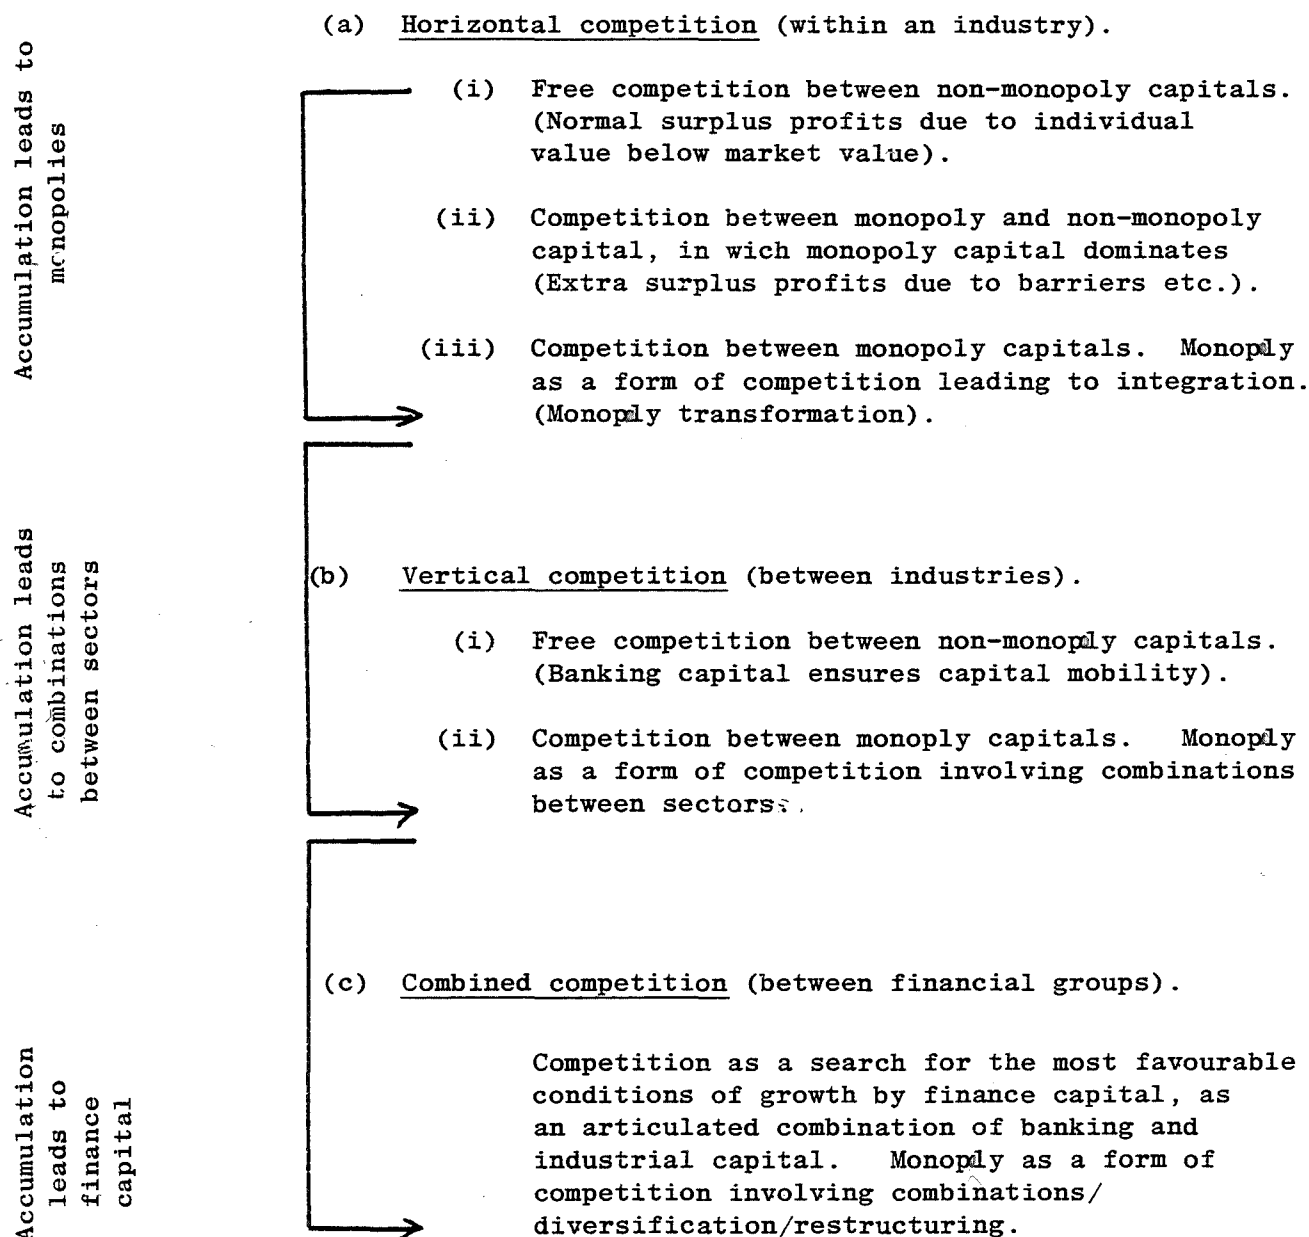 (a) Horizontal competition (within an industry).
Accumulation leads to
monopolies
(i) Free competition between non-monopoly capitals.
(Normal surplus profits due to individual
value below market value).
(ii) Competition between monopoly and non-monopoly
capital, in wich monopoly capital dominates
(Extra surplus profits due to barriers etc.).
(iii) Competition between monopoly capitals. Monoply
as a form of competition leading to integration.
(Monoply transformation).
Accumulation leads
to combinations
between sectors
(b) Vertical competition (between industries).
(i) Free competition between non-monoply capitals.
(Banking capital ensures capital mobility).
(ii) Competition between monoply capitals. Monoply
as a form of competition involving combinations
between sectors.
(c) Combined competition (between financial groups).
Accumulation
leads to
finance
capital
Competition as a search for the most favourable
conditions of growth by finance capital, as
an articulated combination of banking and
industrial capital. Monoply as a form of
competition involving combinations/
diversification/restructuring.